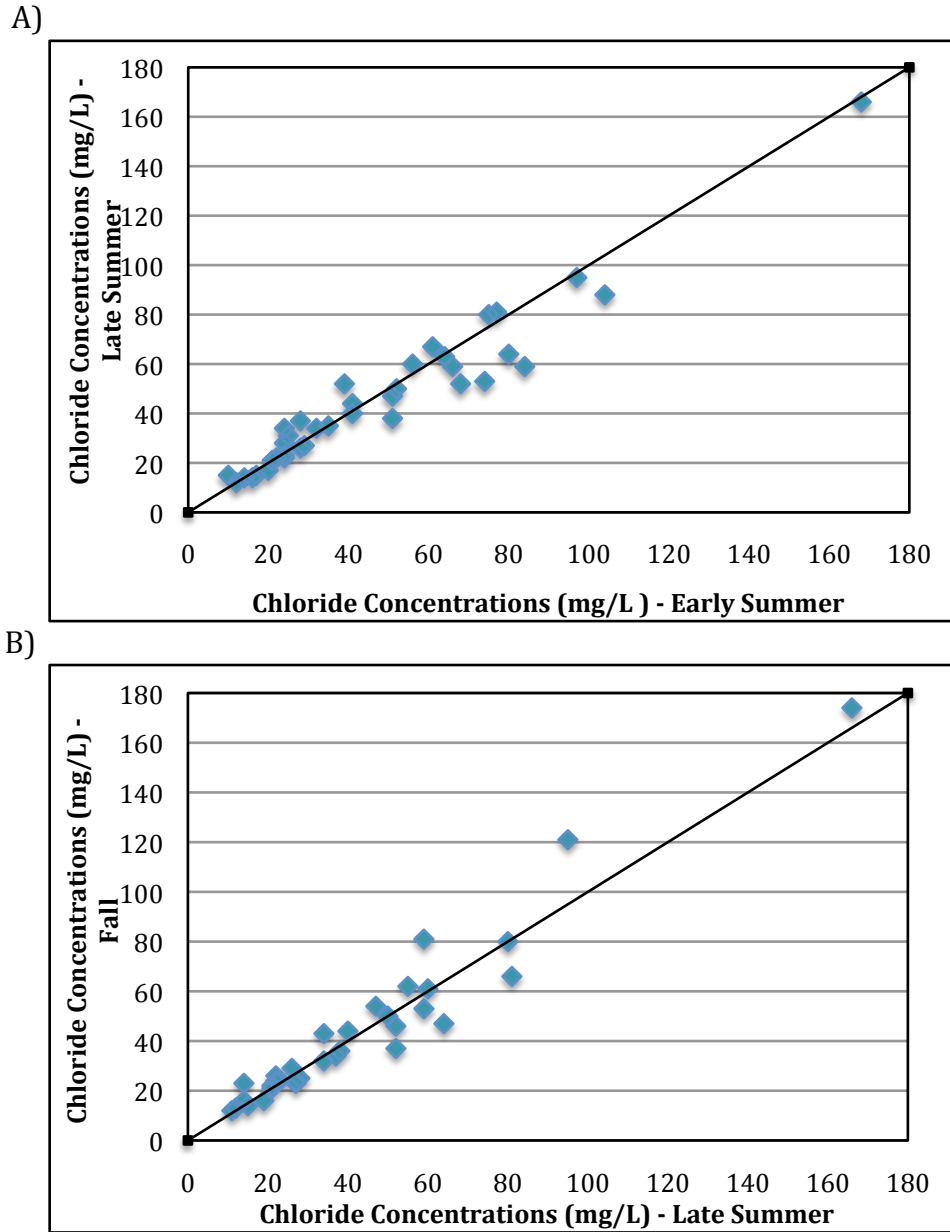 A)
Chloride Concentrations (mg/L) -
Late Summer
180
160
140
120
100
80
60
40
20
0
0 20 40 60 80 100 120 140 160 180
Chloride Concentrations (mg/L ) - Early Summer
B)
Chloride Concentrations (mg/L) -
Fall
180
160
140
120
100
80
60
40
20
0
0 20 40 60 80 100 120 140 160 180
Chloride Concentrations (mg/L) - Late Summer